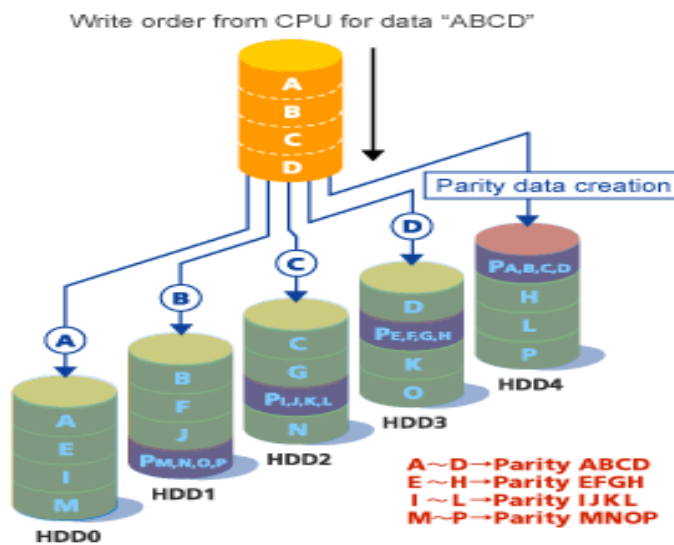 Write order from CPU for data “ABCD”
A
B
C
D
Parity data creation
A
B
C
D
A
E
I
M
HDD0
B
F
J
PM,N,O,P
HDD1
C
G
PI,J,K,L
N
HDD2
D
PE,F,G,H
K
O
HDD3
PA,B,C,D
H
L
P
HDD4
A~D→Parity ABCD
E~H→Parity EFGH
I~L→Parity IJKL
M~P→Parity MNOP